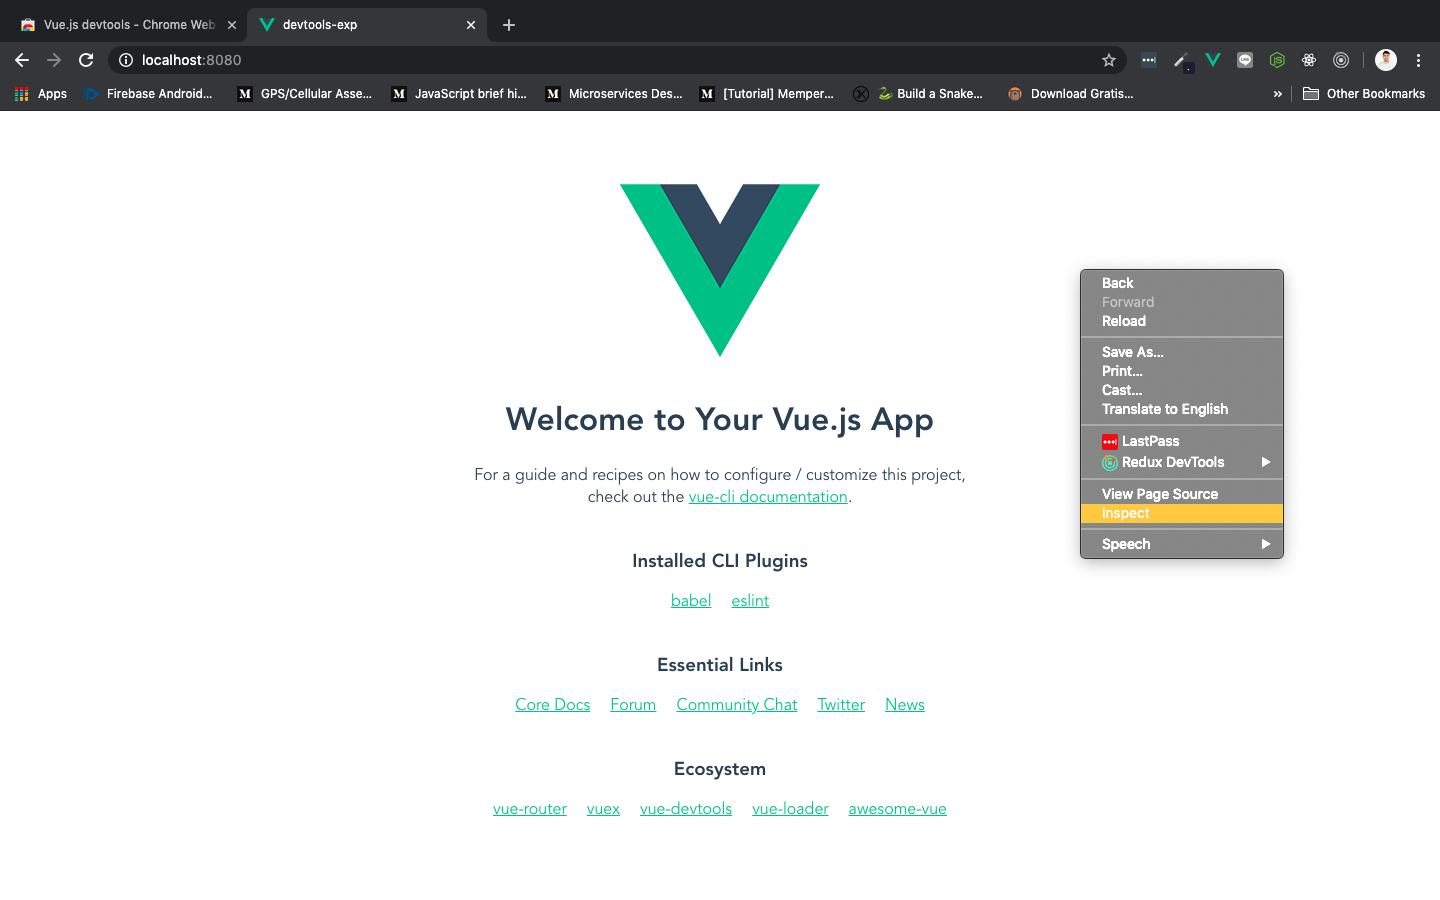 Vue.js devtools - Chrome Web
devtools-exp
localhost:8080
Apps
Firebase Android...
GPS/Cellular Asse...
JavaScript brief hi...
Microservices Des...
[Tutorial] Memper...
Build a Snake...
Download Gratis...
»
Other Bookmarks
Welcome to Your Vue.js App
For a guide and recipes on how to configure / customize this project,
check out the vue-cli documentation.
Installed CLI Plugins
babel eslint
Essential Links
Core Docs Forum Community Chat Twitter News
Ecosystem
vue-router vuex vue-devtools vue-loader awesome-vue
Back
Forward
Reload
Save As...
Print...
Cast...
Translate to English
LastPass
Redux DevTools
View Page Source
Inspect
Speech